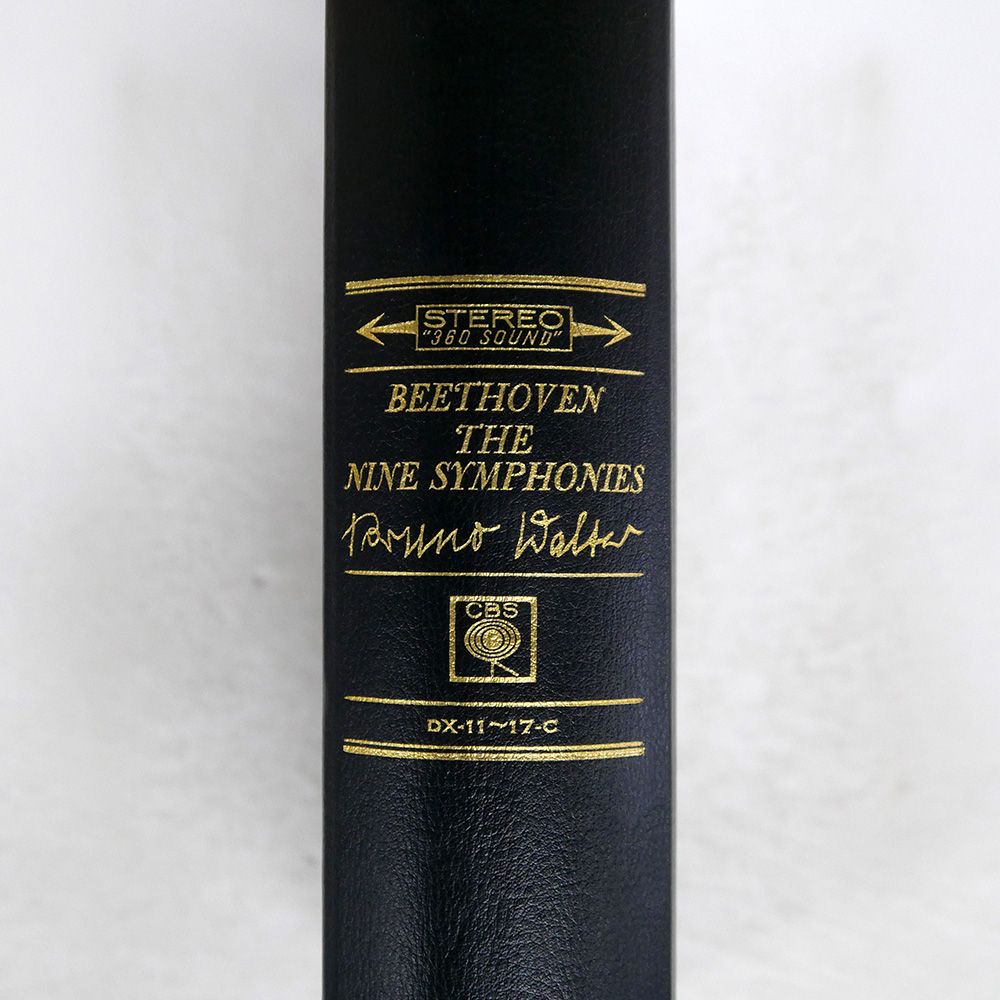 STEREO
"360 SOUND"
BEETHOVEN
THE
NINE SYMPHONIES
Bruno Walter
CBS
DX-11～17-C